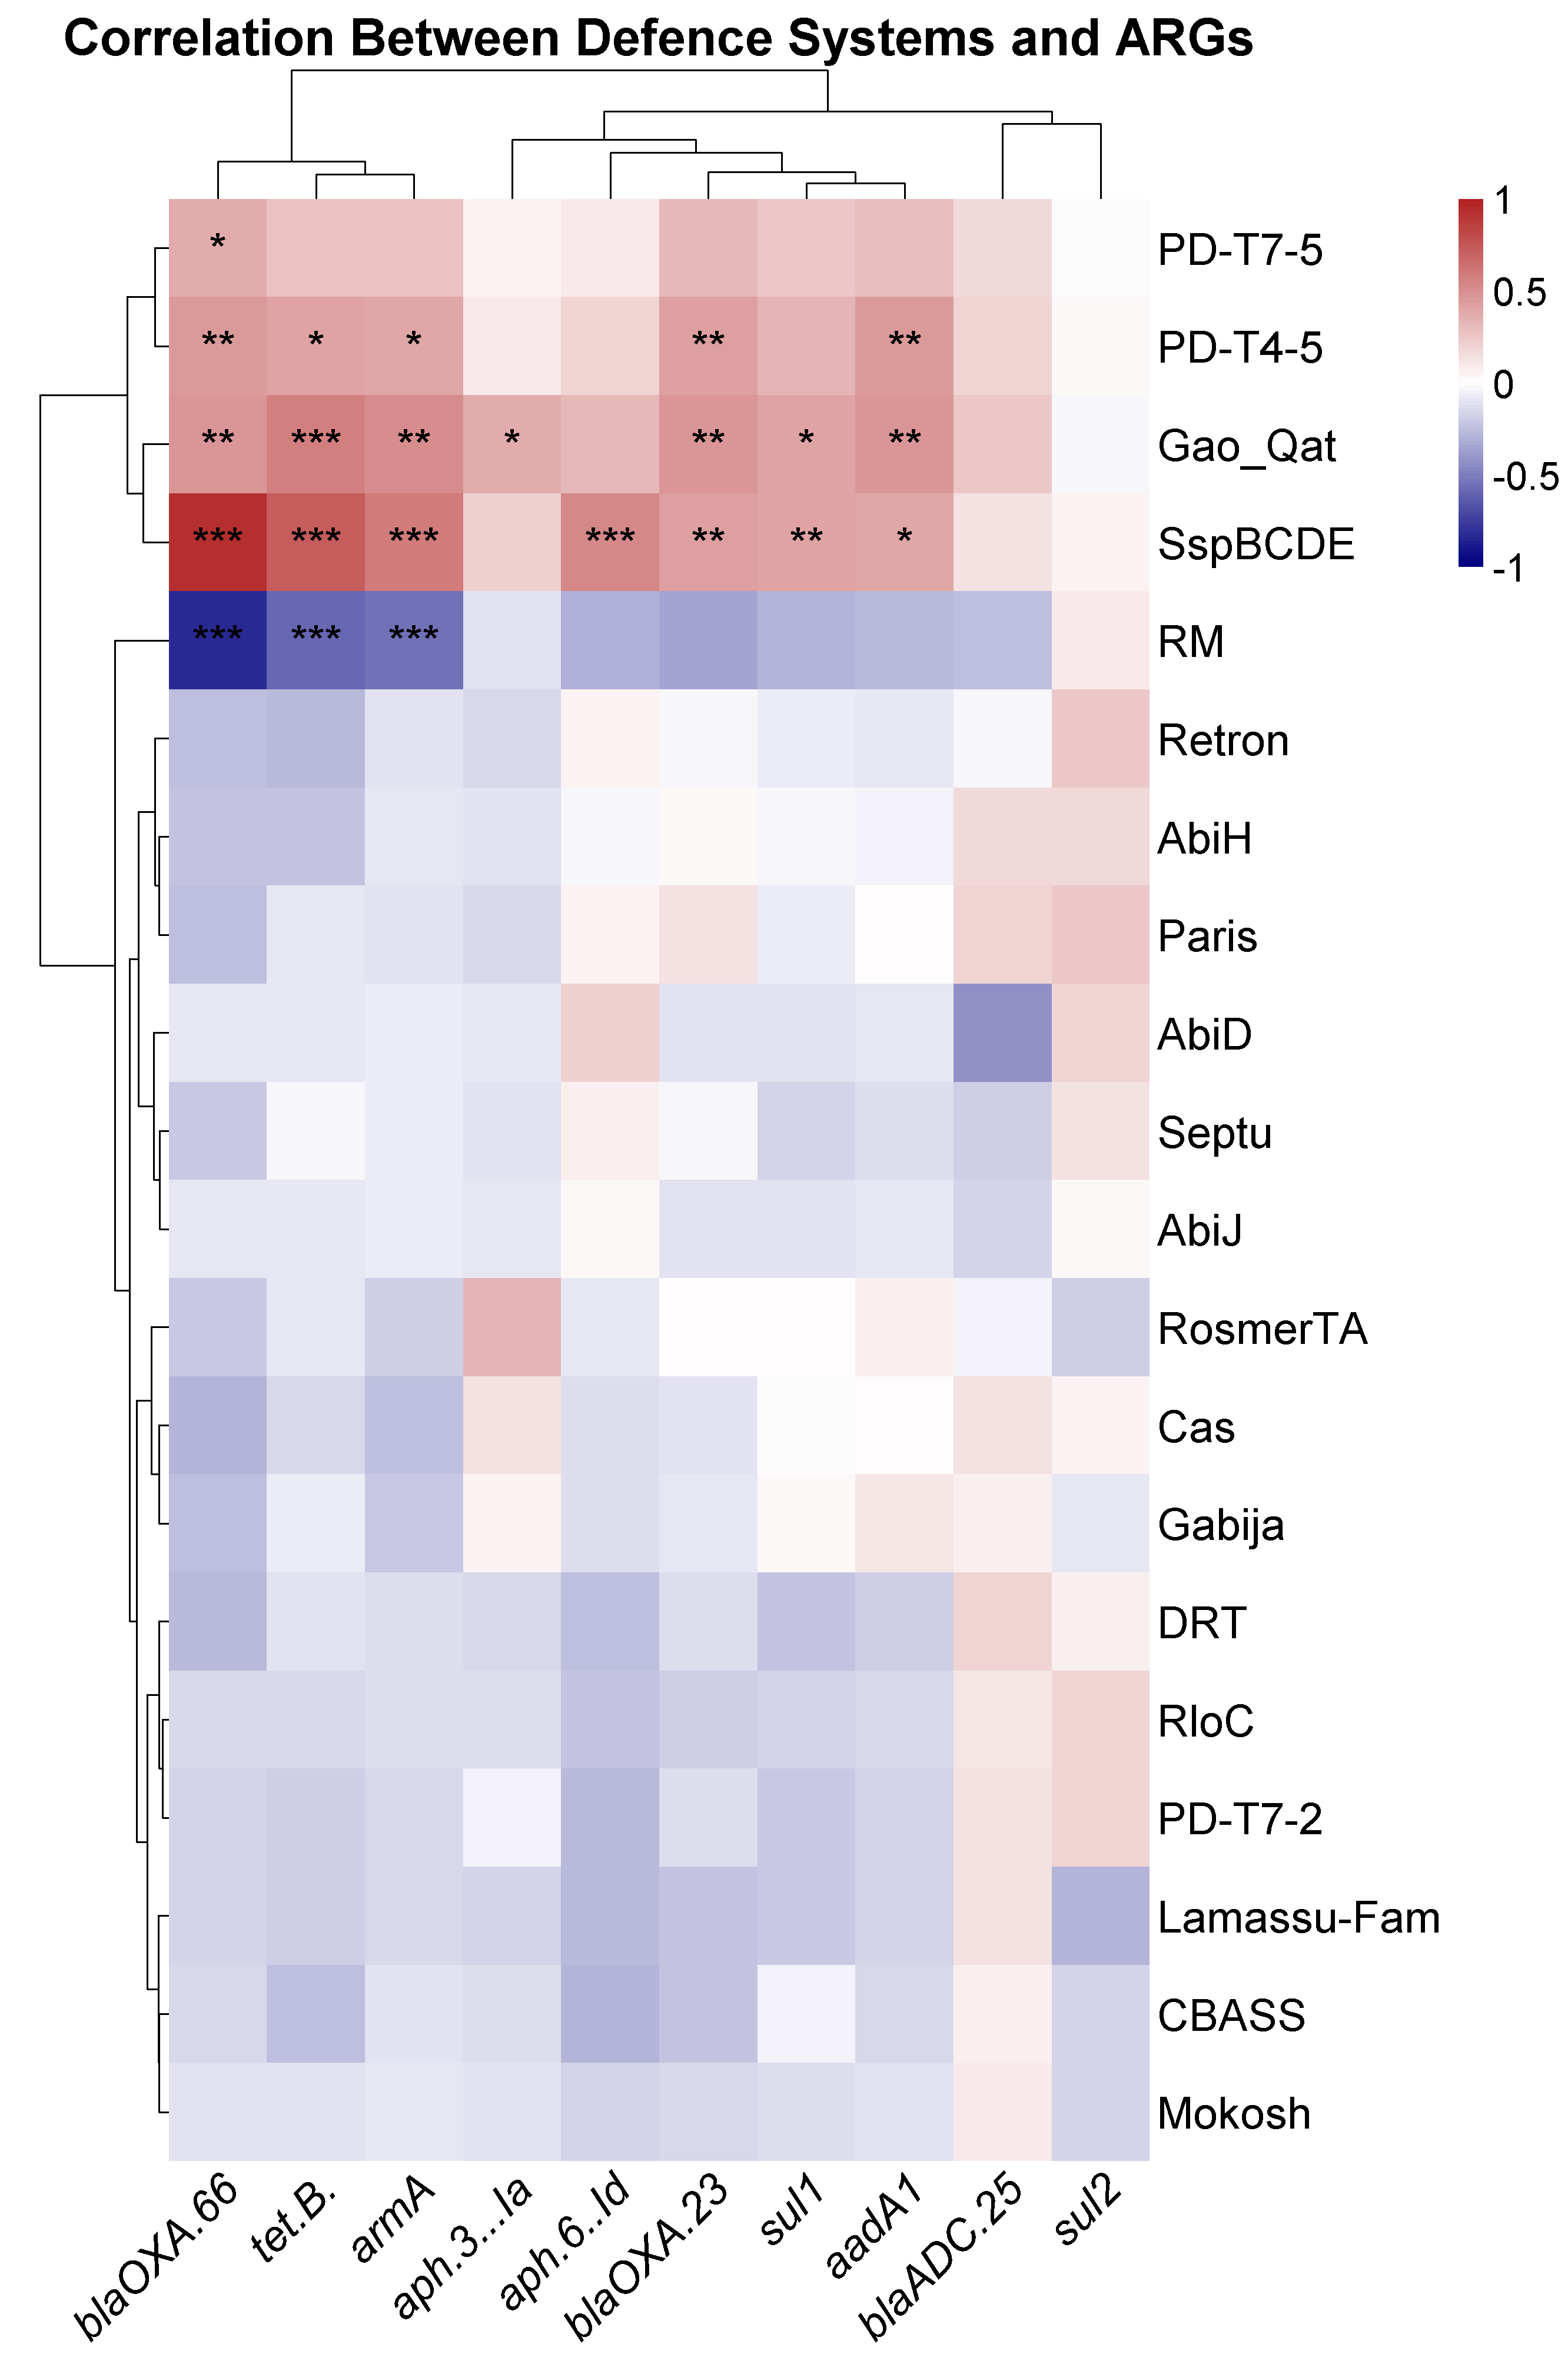 Correlation Between Defence Systems and ARGs
1
0.5
0
-0.5
-1
* PD-T7-5
** * * ** ** PD-T4-5
** *** ** * ** * ** Gao_Qat
*** *** *** *** ** ** * SspBCDE
*** *** *** RM
Retron
AbiH
Paris
AbiD
Septu
AbiJ
RosmerTA
Cas
Gabija
DRT
RloC
PD-T7-2
Lamassu-Fam
CBASS
Mokosh
blaOXA.66
tet.B.
armA
aph.3...Ia
aph.6..Id
blaOXA.23
sul1
aadA1
blaADC.25
sul2